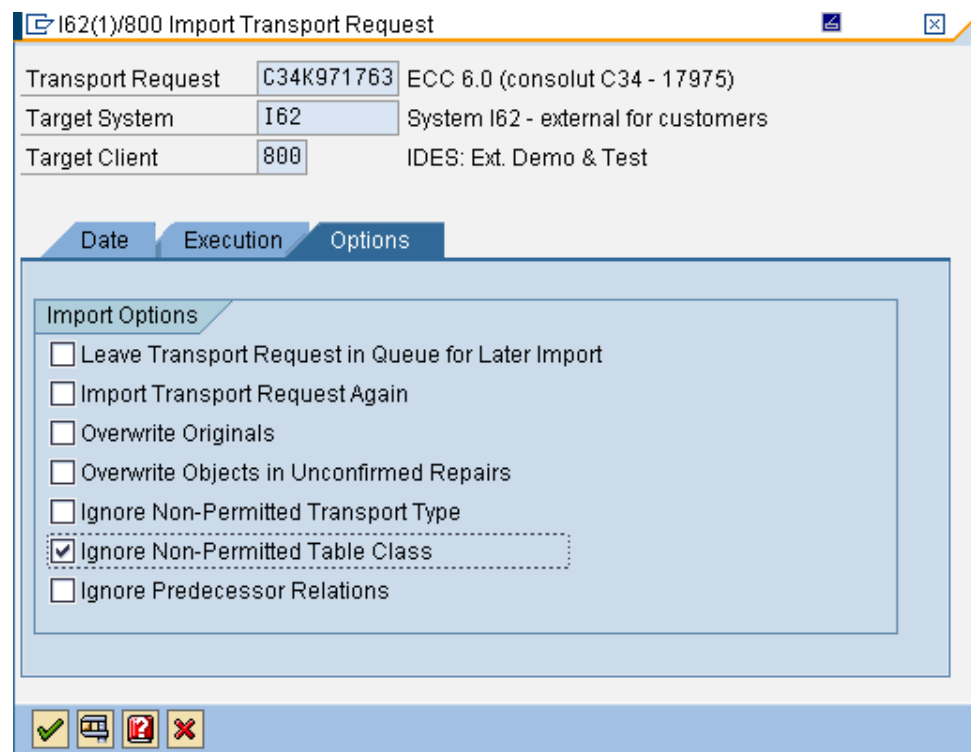 I62(1)/800 Import Transport Request
Transport Request C34K971763 ECC 6.0 (consolut C34 - 17975)
Target System I62 System I62 - external for customers
Target Client 800 IDES: Ext. Demo & Test
Date Execution Options
Import Options
Leave Transport Request in Queue for Later Import
Import Transport Request Again
Overwrite Originals
Overwrite Objects in Unconfirmed Repairs
Ignore Non-Permitted Transport Type
Ignore Non-Permitted Table Class
Ignore Predecessor Relations